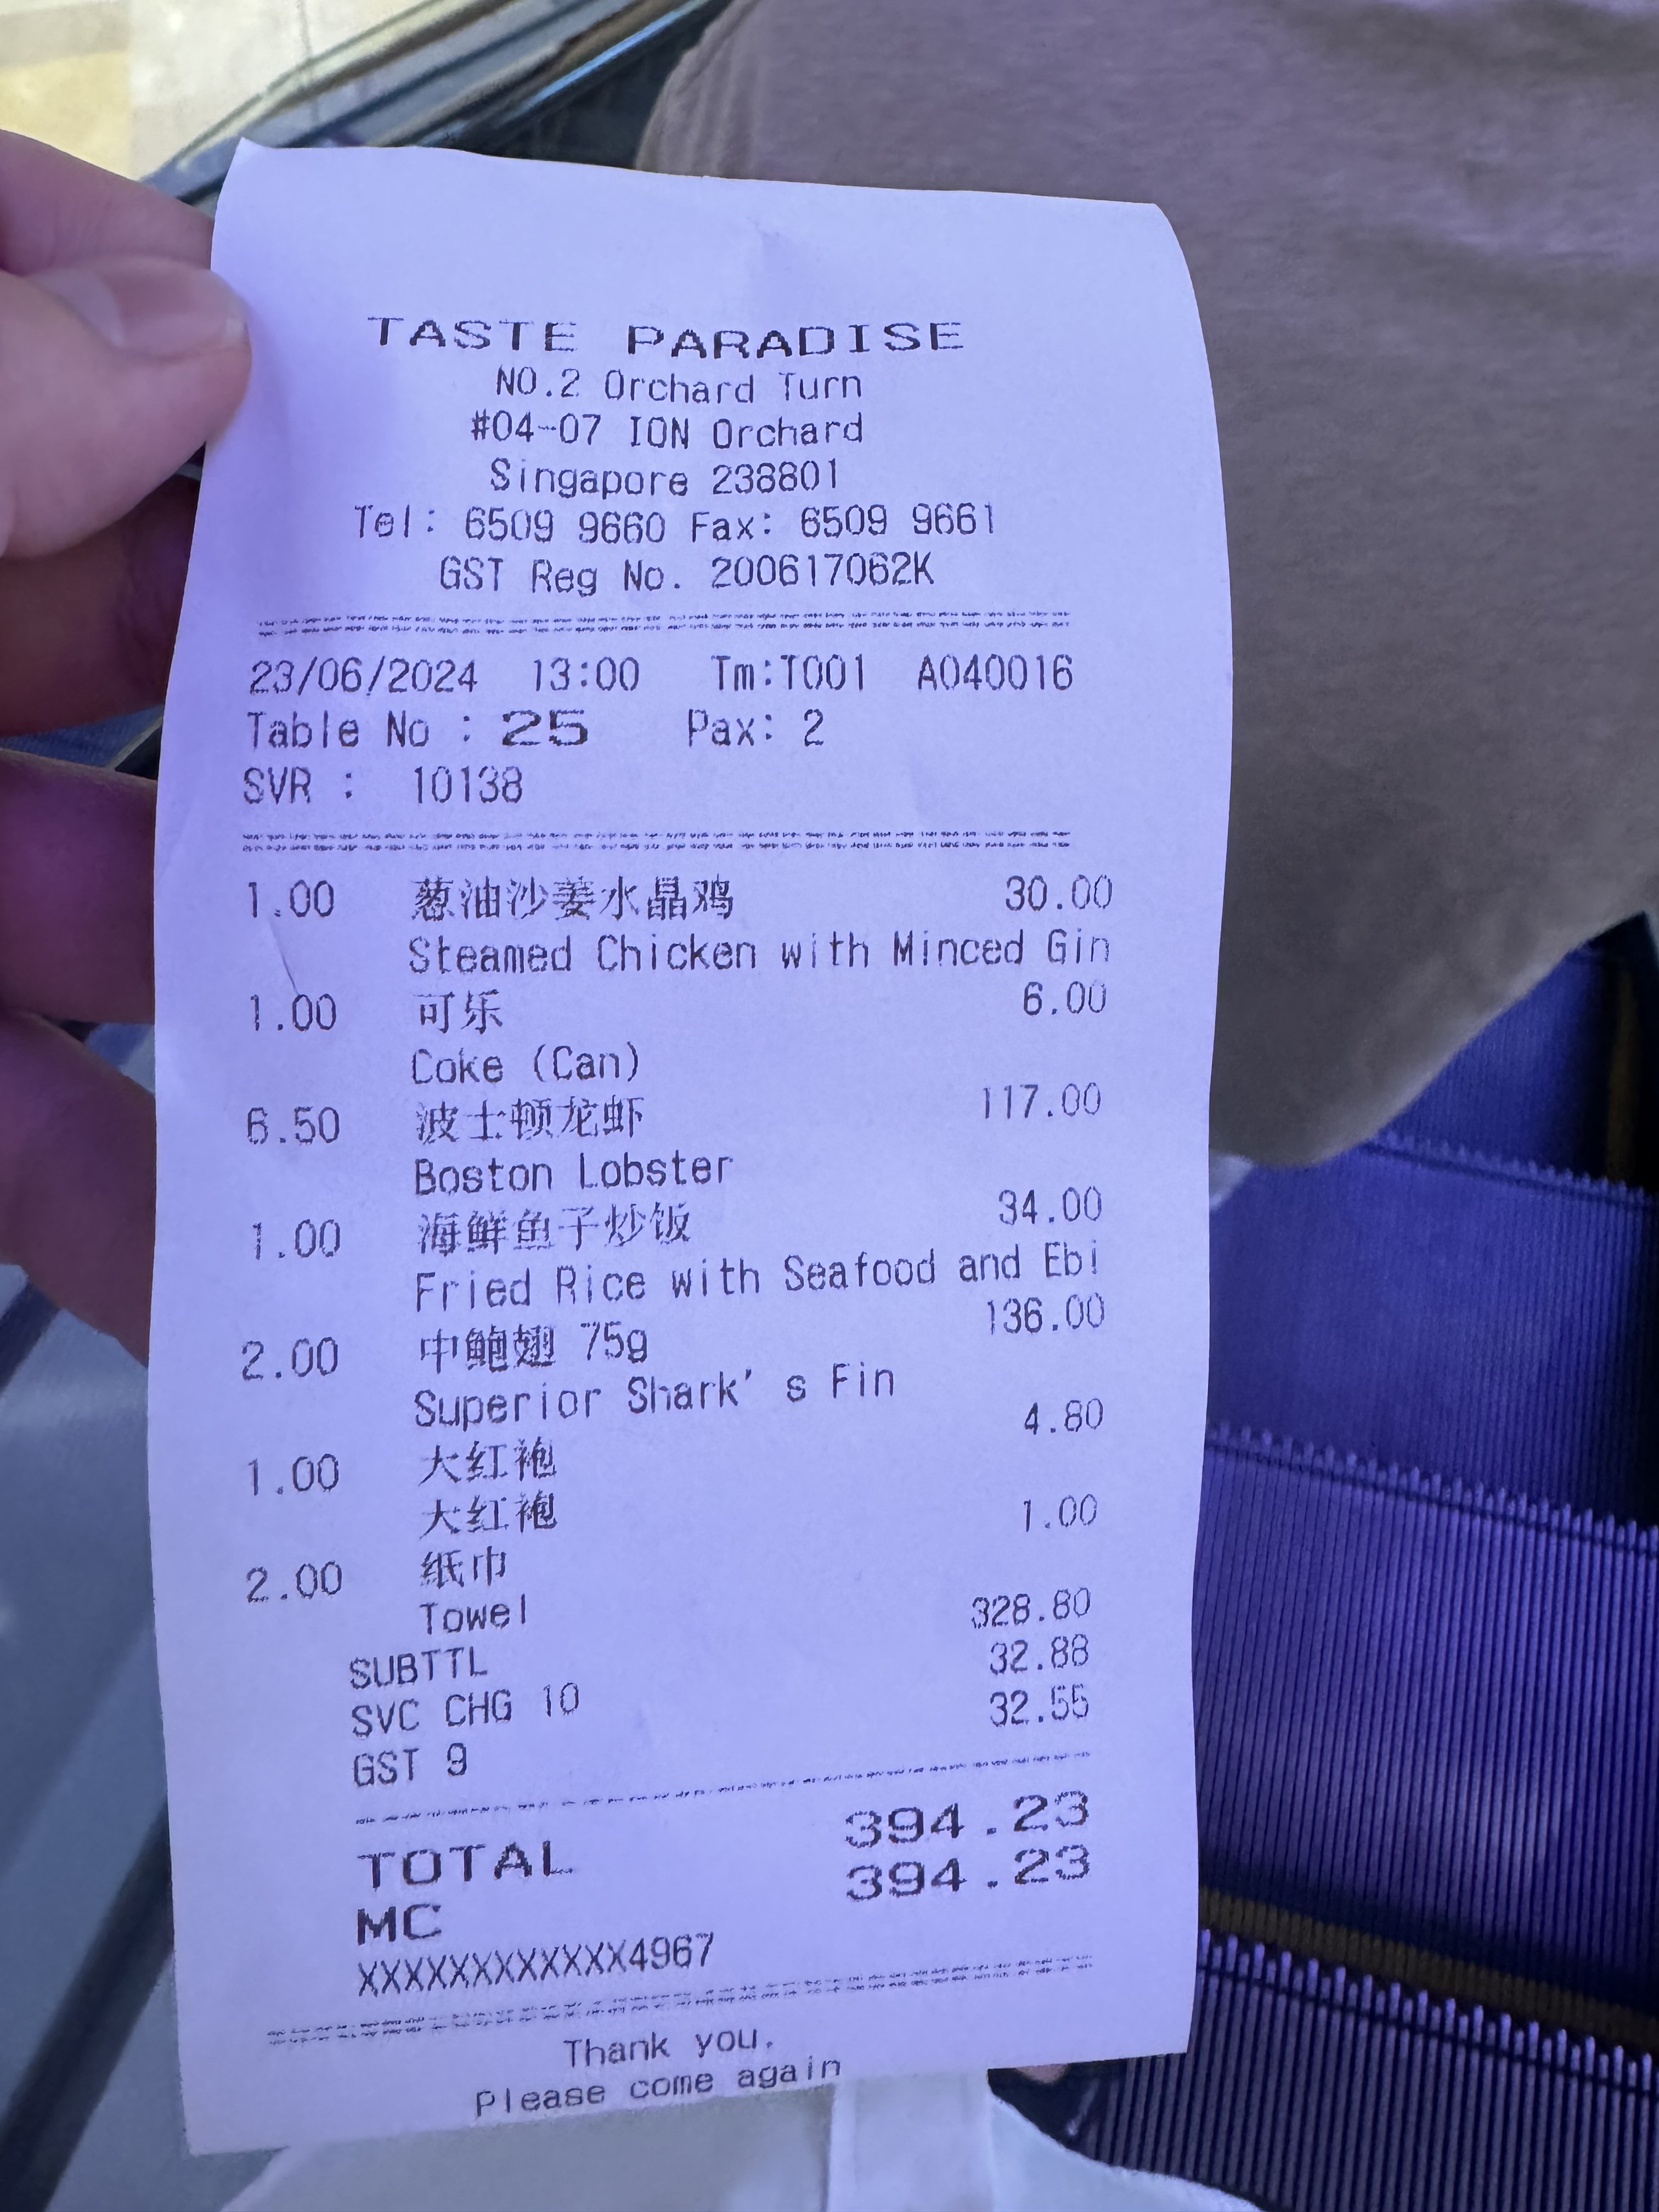 TASTE PARADISE
NO.2 Orchard Turn
#04-07 ION Orchard
Singapore 238801
Tel: 6509 9660 Fax: 6509 9661
GST Reg No. 200617062K
23/06/2024 13:00 Tm:T001 A040016
Table No : 25 Pax: 2
SVR : 10138
1.00 葱油沙姜水晶鸡 30.00
Steamed Chicken with Minced Gin
1.00 可乐 6.00
Coke (Can)
6.50 波士顿龙虾 117.00
Boston Lobster
1.00 海鲜鱼子炒饭 34.00
Fried Rice with Seafood and Ebi
2.00 中鲍翅 75g 136.00
Superior Shark' s Fin
1.00 大红袍 4.80
大红袍
2.00 纸巾 1.00
Towel
SUBTTL 328.80
SVC CHG 10 32.88
GST 9 32.55
TOTAL 394.23
MC 394.23
XXXXXXXXXXXX4967
Thank you.
Please come again